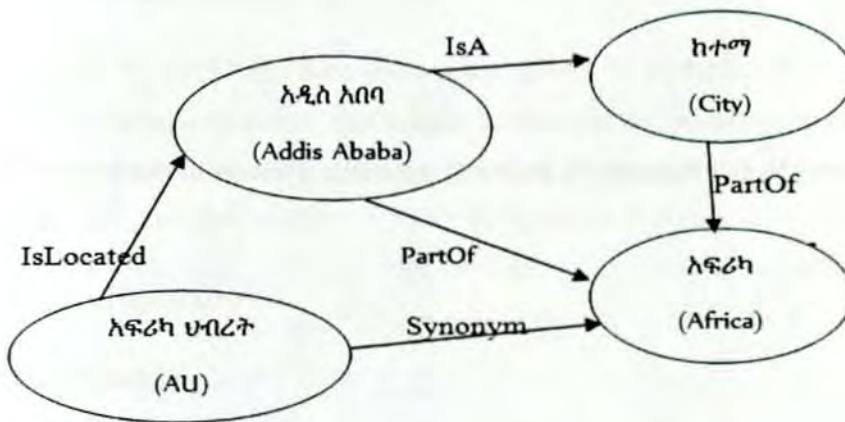 IsA
ከተማ
(City)
አዲስ አበባ
(Addis Ababa)
PartOf
IsLocated
PartOf
አፍሪካ
(Africa)
አፍሪካ ህብረት
(AU)
Synonym